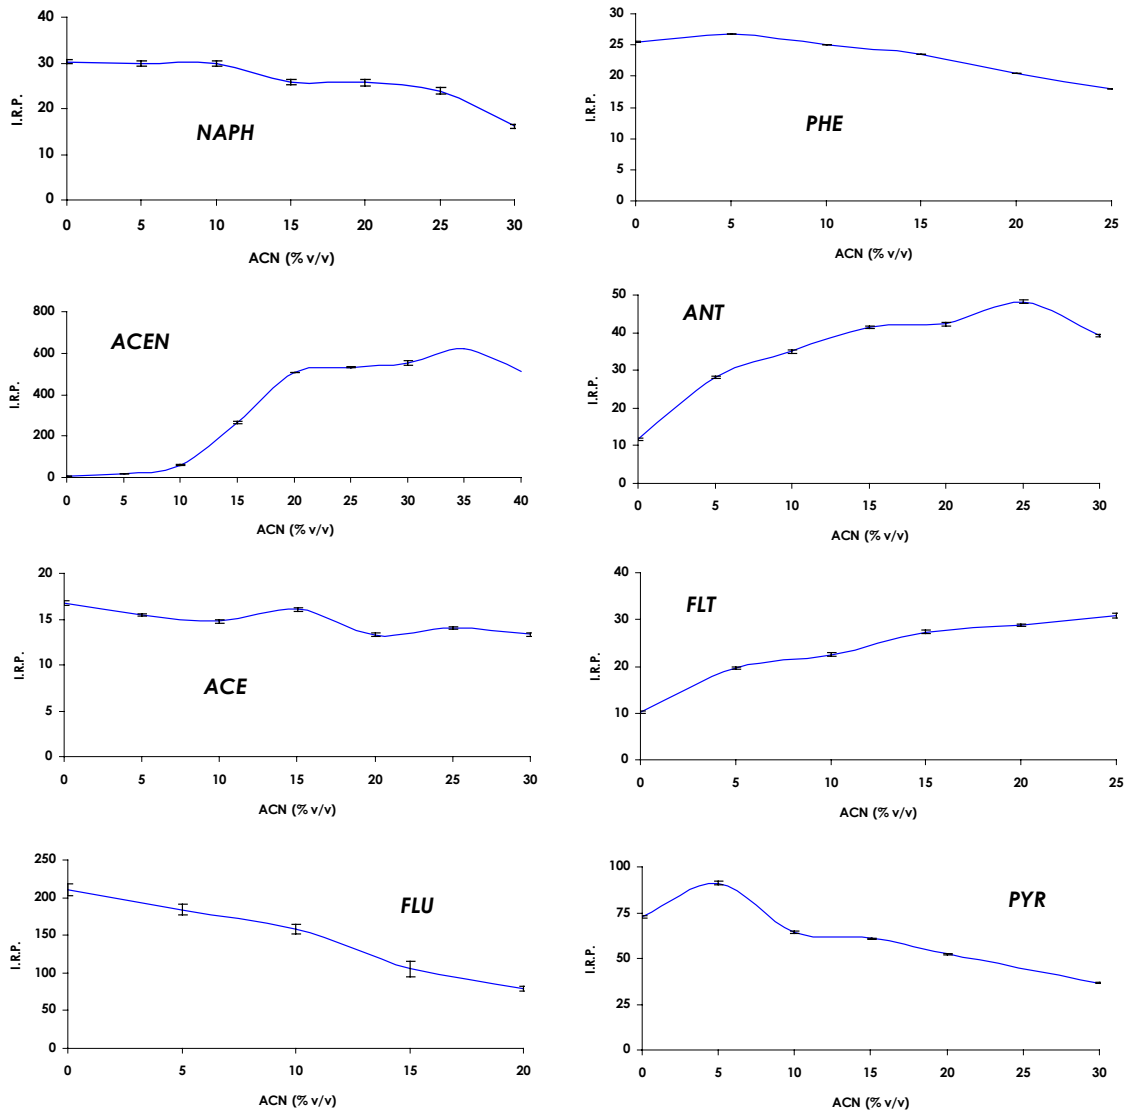 40
30
20
10
0
I.R.P.
NAPH
0 5 10 15 20 25 30
ACN (% v/v)
30
25
20
15
10
5
0
I.R.P.
PHE
0 5 10 15 20 25
ACN (% v/v)
800
600
400
200
0
I.R.P.
ACEN
0 5 10 15 20 25 30 35 40
ACN (% v/v)
50
40
30
20
10
0
I.R.P.
ANT
0 5 10 15 20 25 30
ACN (% v/v)
20
15
10
5
0
I.R.P.
ACE
0 5 10 15 20 25 30
ACN (% v/v)
40
30
20
10
0
I.R.P.
FLT
0 5 10 15 20 25
ACN (% v/v)
250
200
150
100
50
0
I.R.P.
FLU
0 5 10 15 20
ACN (% v/v)
100
75
50
25
0
I.R.P.
PYR
0 5 10 15 20 25 30
ACN (% v/v)